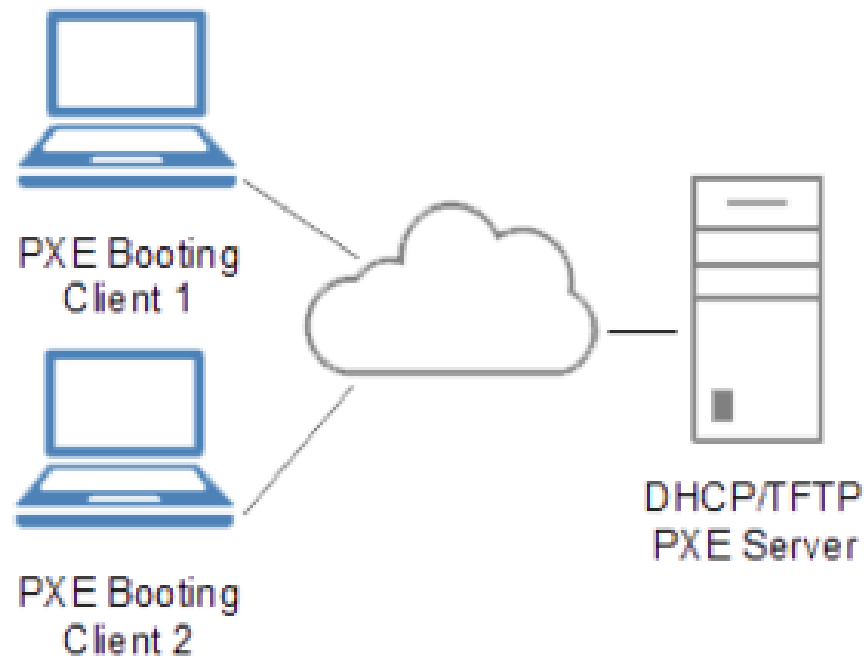 PXE Booting
Client 1
PXE Booting
Client 2
DHCP/TFTP
PXE Server